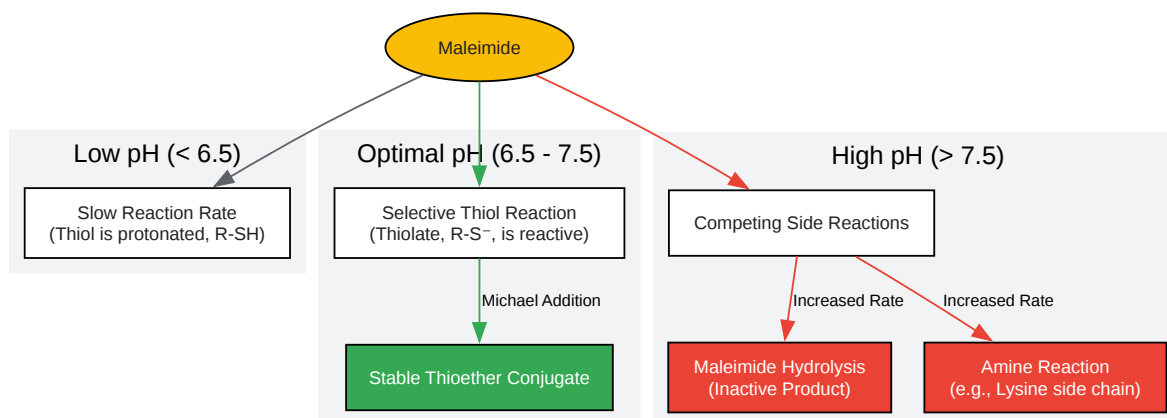 Maleimide
Low pH (< 6.5)
Optimal pH (6.5 - 7.5)
High pH (> 7.5)
Slow Reaction Rate
(Thiol is protonated, R-SH)
Selective Thiol Reaction
(Thiolate, R-S⁻, is reactive)
Competing Side Reactions
Michael Addition
Increased Rate
Increased Rate
Stable Thioether Conjugate
Maleimide Hydrolysis
(Inactive Product)
Amine Reaction
(e.g., Lysine side chain)